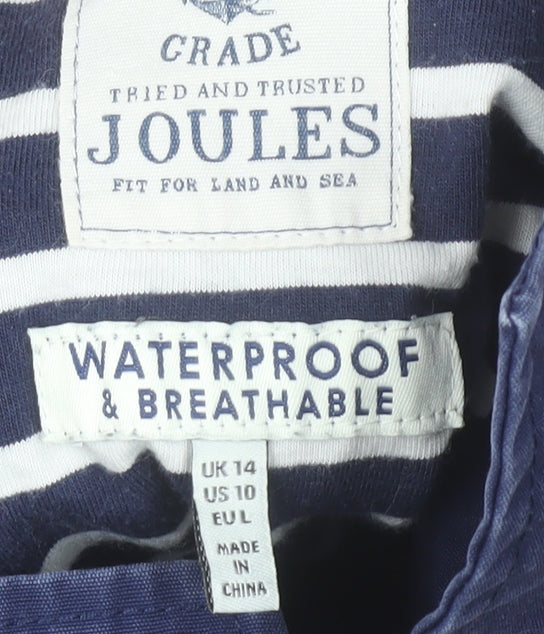 GRADE
TRIED AND TRUSTED
JOULES
FIT FOR LAND AND SEA
WATERPROOF
& BREATHABLE
UK 14
US 10
EU L
MADE
IN
CHINA